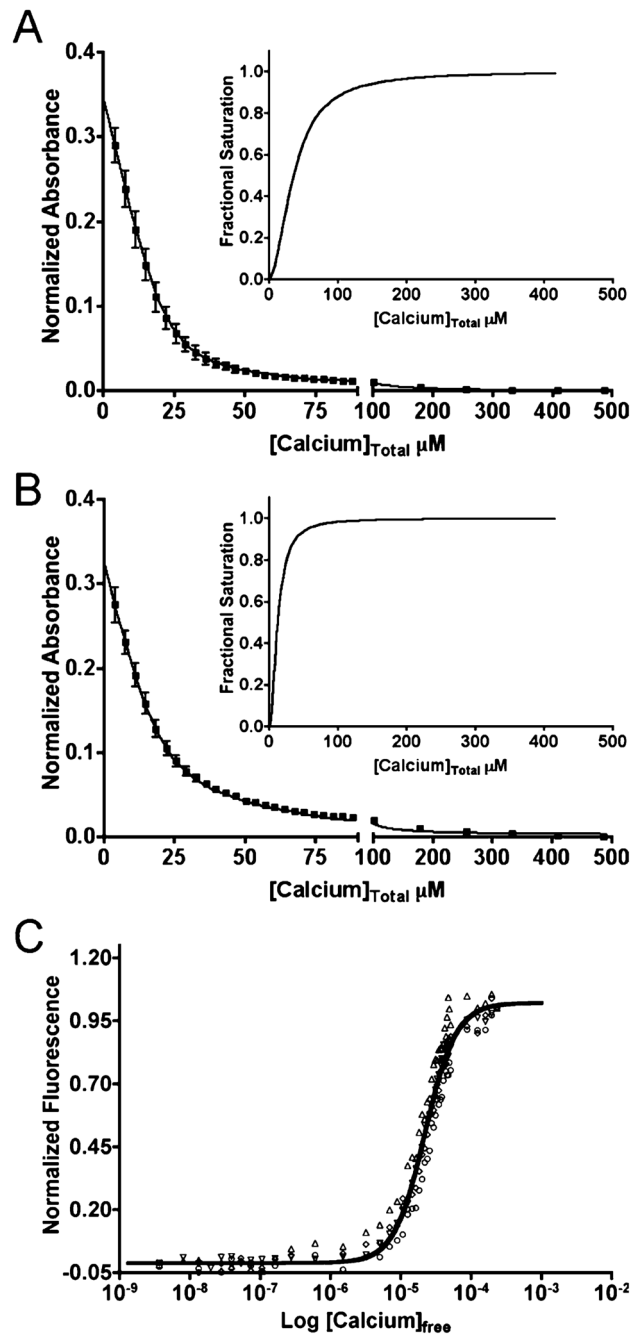 A
Normalized Absorbance
0.4
0.3
0.2
0.1
0.0
0 25 50 75 100 200 300 400 500
[Calcium]Total μM
Fractional Saturation
1.0
0.8
0.6
0.4
0.2
0.0
0 100 200 300 400 500
[Calcium]Total μM
B
Normalized Absorbance
0.4
0.3
0.2
0.1
0.0
0 25 50 75 100 200 300 400 500
[Calcium]Total μM
Fractional Saturation
1.0
0.8
0.6
0.4
0.2
0.0
0 100 200 300 400 500
[Calcium]Total μM
C
Normalized Fluorescence
1.20
0.95
0.70
0.45
0.20
-0.05
10-9 10-8 10-7 10-6 10-5 10-4 10-3 10-2
Log [Calcium]free